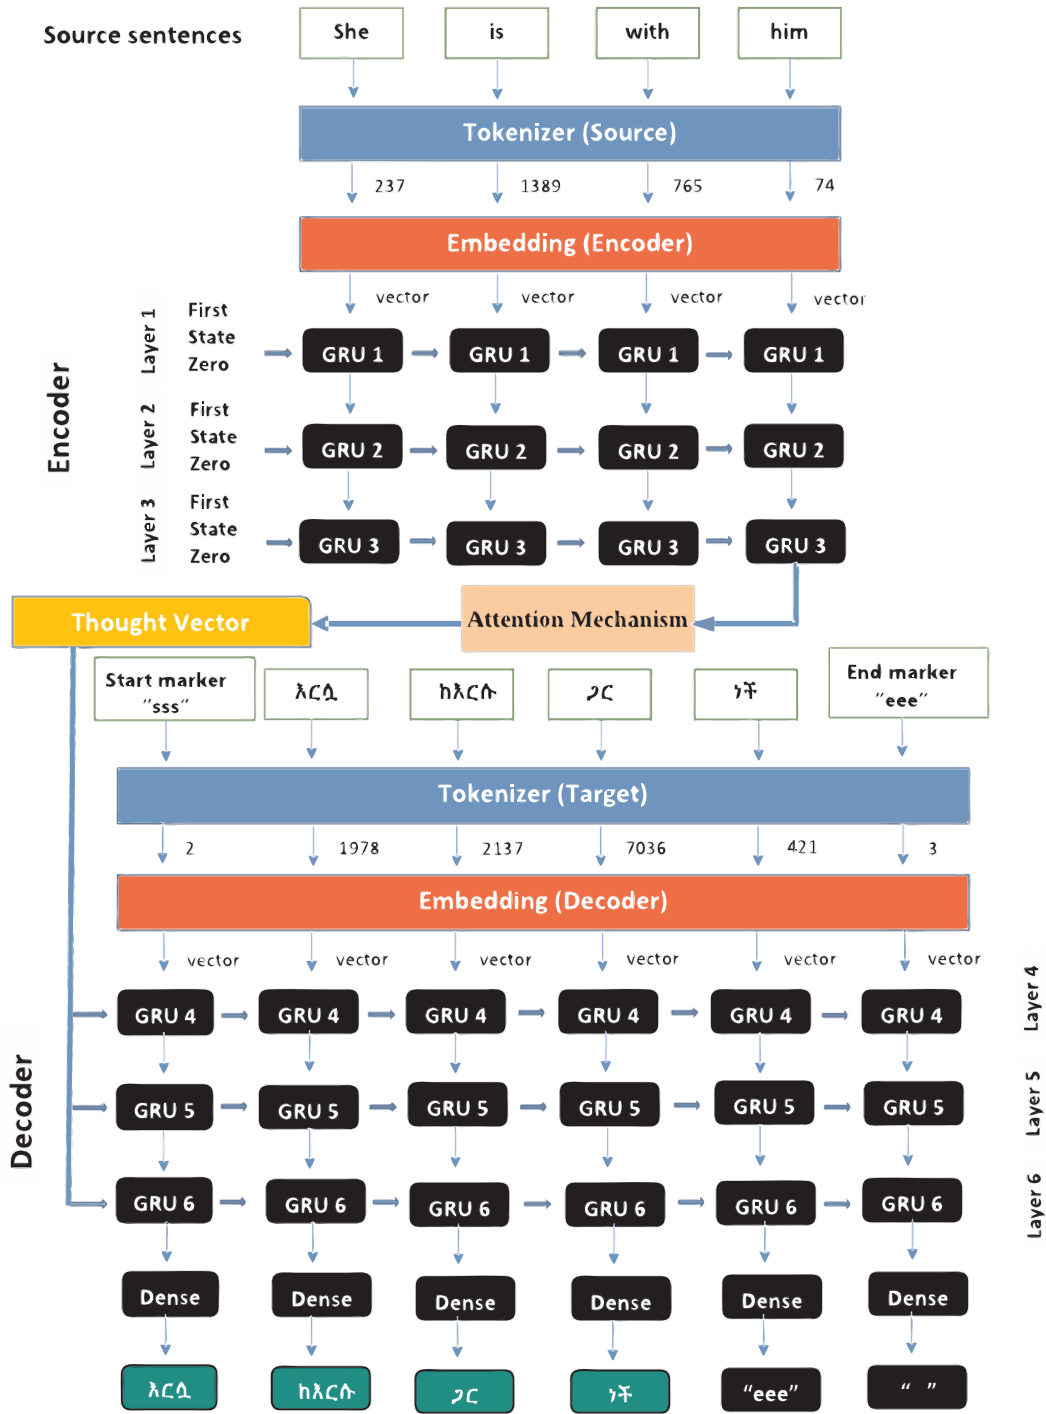 Source sentences
She is with him
Tokenizer (Source)
237 1389 765 74
Embedding (Encoder)
vector vector vector vector
Encoder
Layer 1
First
State
Zero
GRU 1 GRU 1 GRU 1 GRU 1
Layer 2
First
State
Zero
GRU 2 GRU 2 GRU 2 GRU 2
Layer 3
First
State
Zero
GRU 3 GRU 3 GRU 3 GRU 3
Thought Vector
Attention Mechanism
Start marker
"sss"
እርሷ ከእርሱ ጋር ነች
End marker
"eee"
Tokenizer (Target)
2 1978 2137 7036 421 3
Embedding (Decoder)
vector vector vector vector vector vector
Decoder
GRU 4 GRU 4 GRU 4 GRU 4 GRU 4 GRU 4
Layer 4
GRU 5 GRU 5 GRU 5 GRU 5 GRU 5 GRU 5
Layer 5
GRU 6 GRU 6 GRU 6 GRU 6 GRU 6 GRU 6
Layer 6
Dense Dense Dense Dense Dense Dense
እርሷ ከእርሱ ጋር ነች "eee" " "